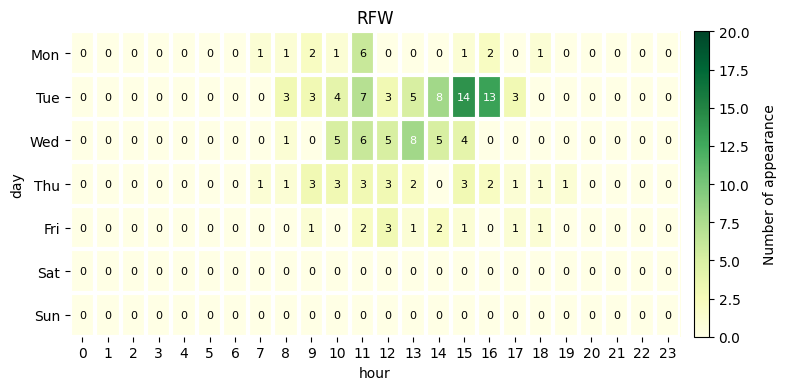 RFW
Mon 0 0 0 0 0 0 0 1 1 2 1 6 0 0 0 1 2 0 1 0 0 0 0 0
Tue 0 0 0 0 0 0 0 0 3 3 4 7 3 5 8 14 13 3 0 0 0 0 0 0
Wed 0 0 0 0 0 0 0 0 1 0 5 6 5 8 5 4 0 0 0 0 0 0 0 0
Thu 0 0 0 0 0 0 0 1 1 3 3 3 3 2 0 3 2 1 1 1 0 0 0 0
Fri 0 0 0 0 0 0 0 0 0 1 0 2 3 1 2 1 0 1 1 0 0 0 0 0
Sat 0 0 0 0 0 0 0 0 0 0 0 0 0 0 0 0 0 0 0 0 0 0 0 0
Sun 0 0 0 0 0 0 0 0 0 0 0 0 0 0 0 0 0 0 0 0 0 0 0 0
0 1 2 3 4 5 6 7 8 9 10 11 12 13 14 15 16 17 18 19 20 21 22 23
hour
day
20.0
17.5
15.0
12.5
10.0
7.5
5.0
2.5
0.0
Number of appearance